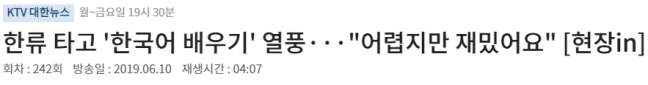 KTV 대한뉴스 월~금요일 19시 30분
한류 타고 '한국어 배우기' 열풍···"어렵지만 재밌어요" [현장in]
회차 : 242회 방송일 : 2019.06.10 재생시간 : 04:07